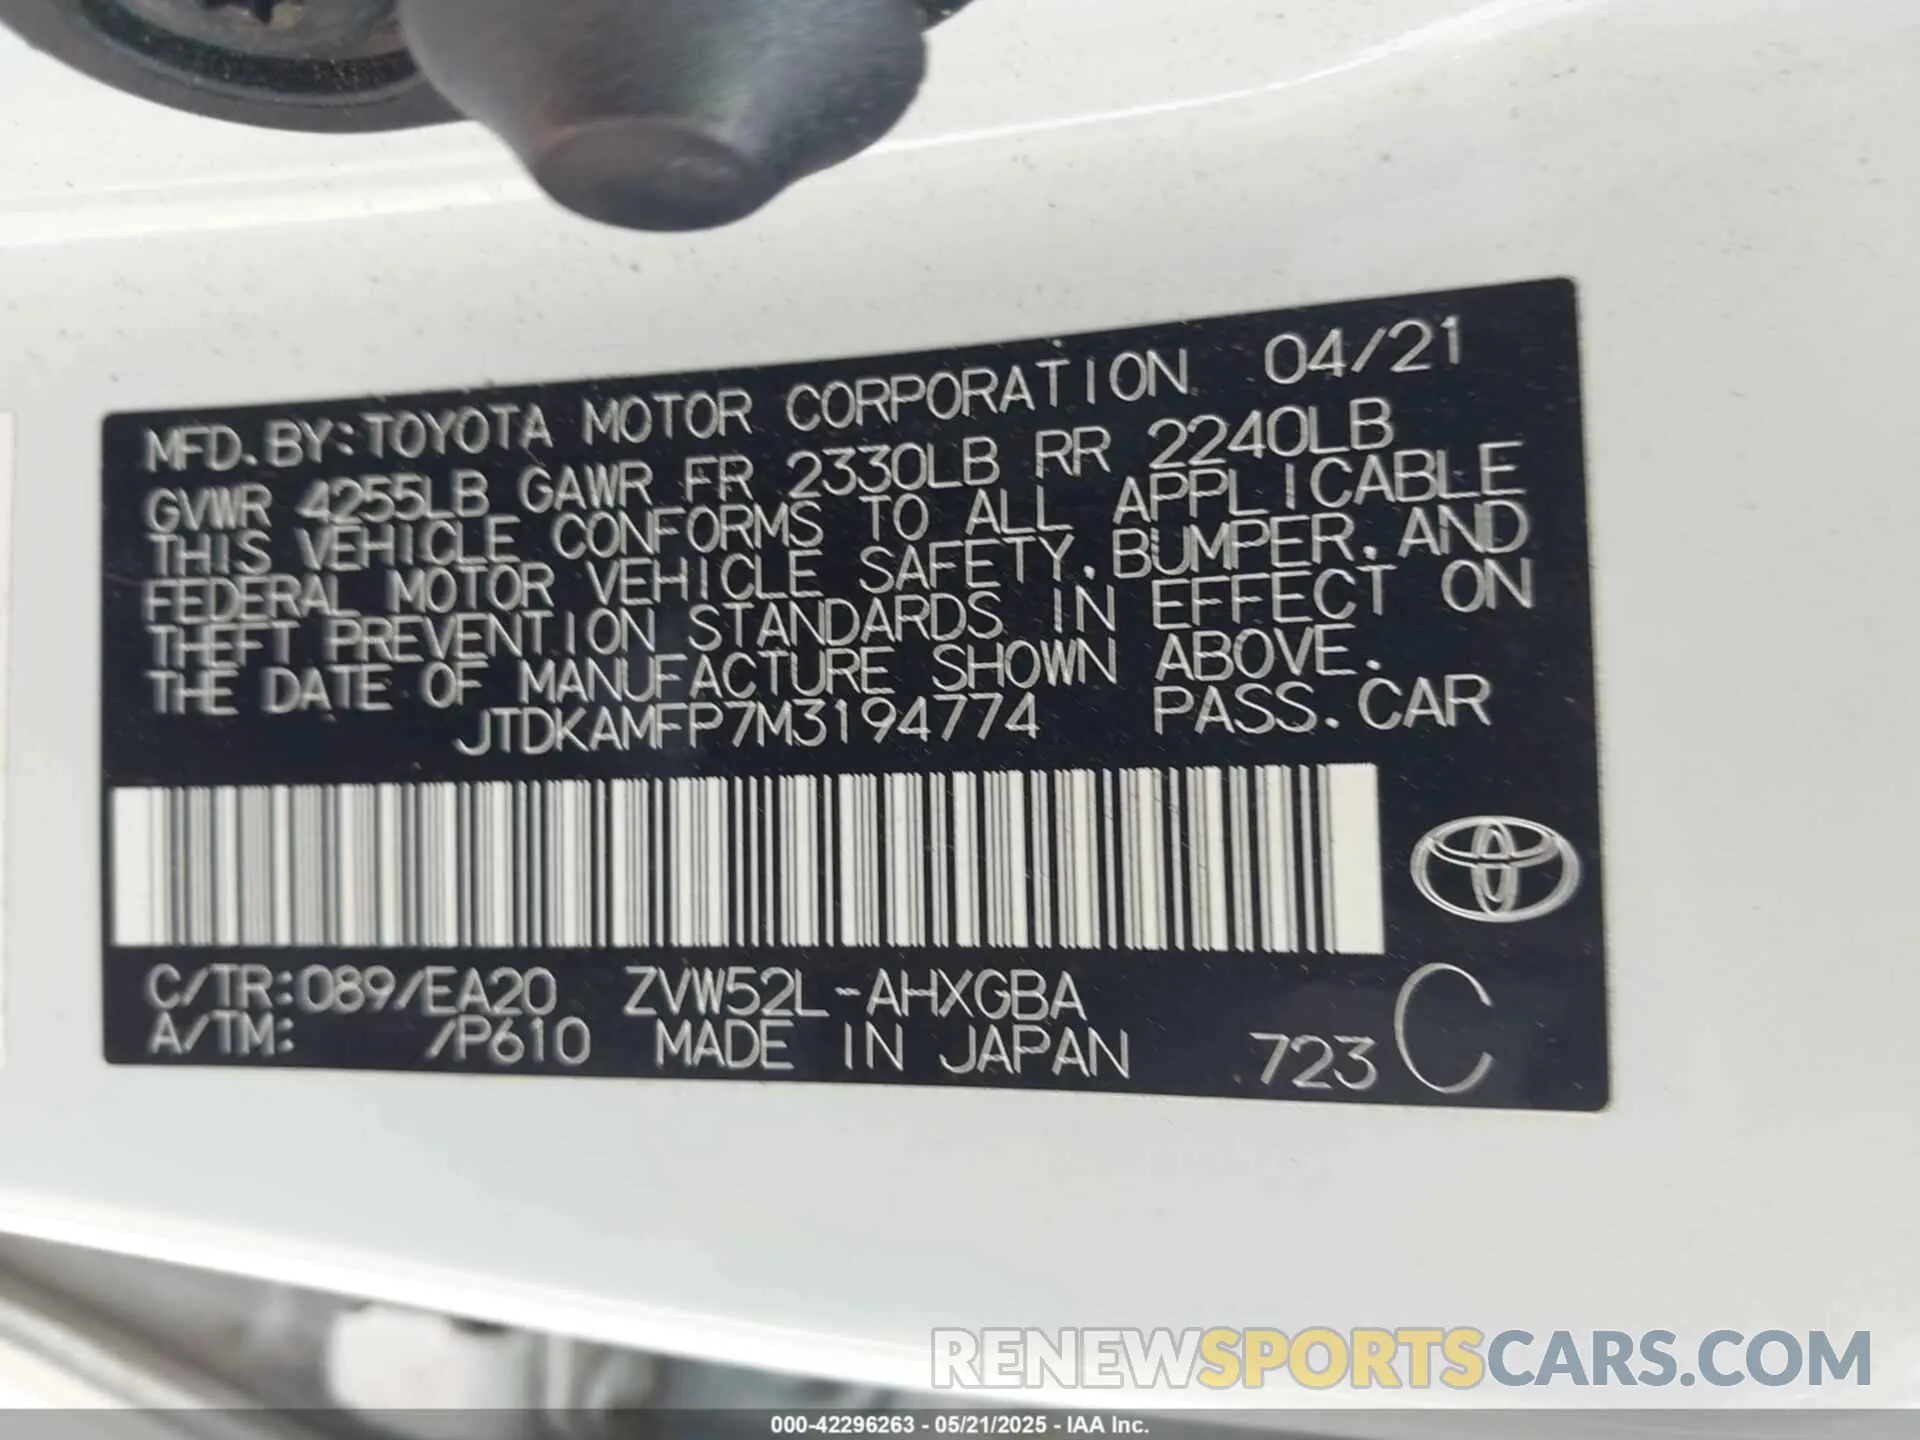 MFD. BY: TOYOTA MOTOR CORPORATION 04/21
GVWR 4255LB GAWR FR 2330LB RR 2240LB
THIS VEHICLE CONFORMS TO ALL APPLICABLE
FEDERAL MOTOR VEHICLE SAFETY, BUMPER, AND
THEFT PREVENTION STANDARDS IN EFFECT ON
THE DATE OF MANUFACTURE SHOWN ABOVE.
JTDKAMFP7M3194774 PASS. CAR
C/TR:089/EA20 ZVW52L-AHXGBA
A/TM: /P610 MADE IN JAPAN 723 C
RENEWSPORTSCARS.COM
000-42296263 - 05/21/2025 - IAA Inc.